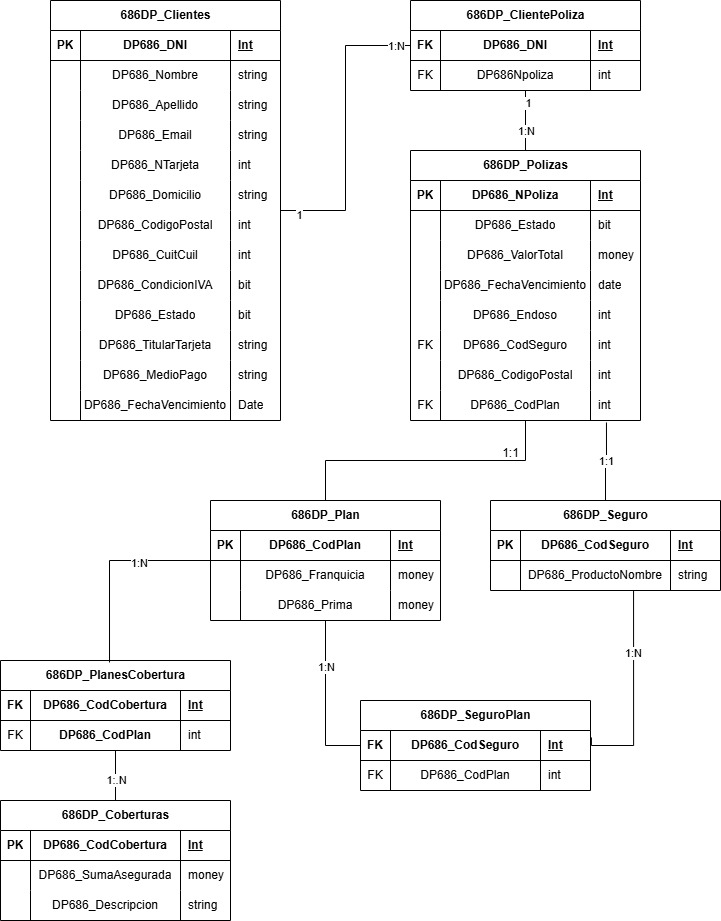 686DP_Clientes
PK DP686_DNI Int
DP686_Nombre string
DP686_Apellido string
DP686_Email string
DP686_NTarjeta int
DP686_Domicilio string
DP686_CodigoPostal int
DP686_CuitCuil int
DP686_CondicionIVA bit
DP686_Estado bit
DP686_TitularTarjeta string
DP686_MedioPago string
DP686_FechaVencimiento Date
1
1:N
686DP_ClientePoliza
FK DP686_DNI Int
FK DP686Npoliza int
1
1:N
686DP_Polizas
PK DP686_NPoliza Int
DP686_Estado bit
DP686_ValorTotal money
DP686_FechaVencimiento date
DP686_Endoso int
FK DP686_CodSeguro int
DP686_CodigoPostal int
FK DP686_CodPlan int
1:1
1:1
686DP_Plan
PK DP686_CodPlan Int
DP686_Franquicia money
DP686_Prima money
686DP_Seguro
PK DP686_CodSeguro Int
DP686_ProductoNombre string
1:N
1:N
1:N
686DP_PlanesCobertura
FK DP686_CodCobertura Int
FK DP686_CodPlan int
686DP_SeguroPlan
FK DP686_CodSeguro Int
FK DP686_CodPlan int
1:.N
686DP_Coberturas
PK DP686_CodCobertura Int
DP686_SumaAsegurada money
DP686_Descripcion string